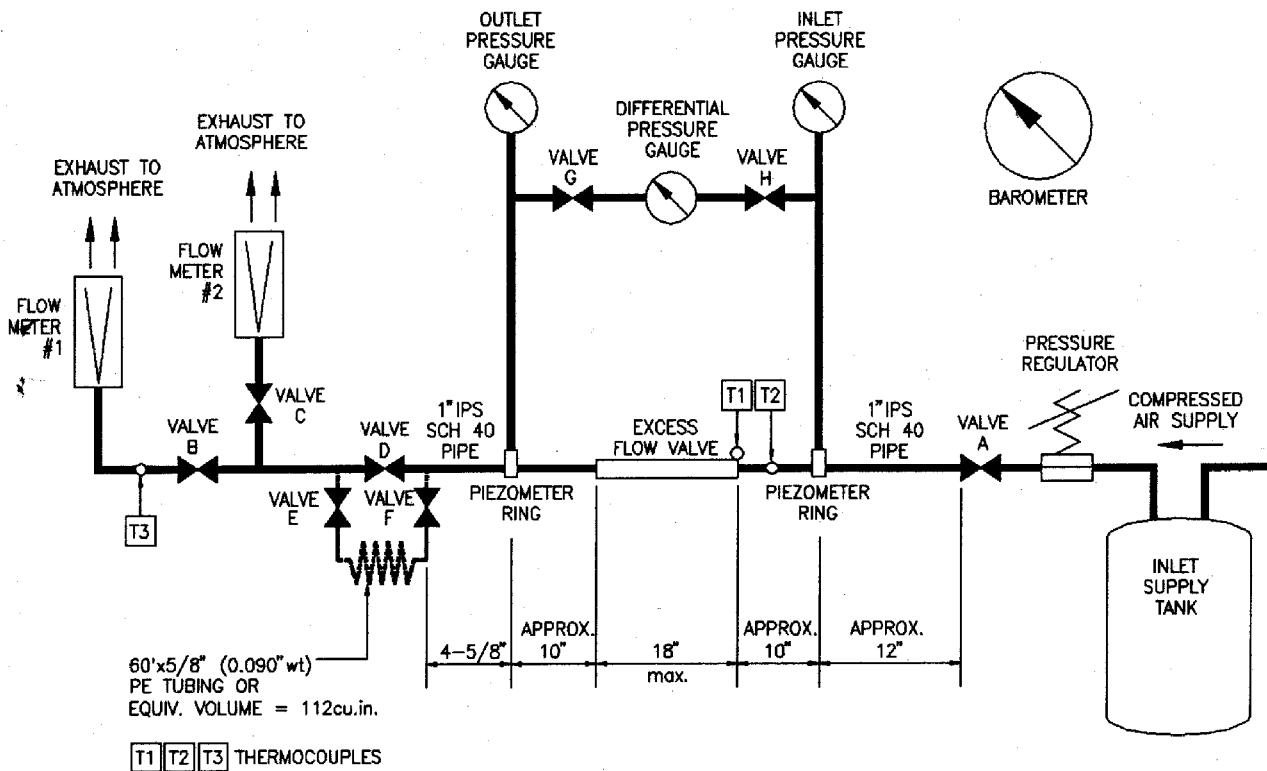 OUTLET
PRESSURE
GAUGE
INLET
PRESSURE
GAUGE
DIFFERENTIAL
PRESSURE
GAUGE
EXHAUST TO
ATMOSPHERE
EXHAUST TO
ATMOSPHERE
VALVE
G
VALVE
H
BAROMETER
FLOW
METER
#2
FLOW
METER
#1
PRESSURE
REGULATOR
COMPRESSED
AIR SUPPLY
VALVE
C
VALVE
B
VALVE
D
1"IPS
SCH 40
PIPE
EXCESS
FLOW VALVE
T1
T2
1"IPS
SCH 40
PIPE
VALVE
A
T3
VALVE
E
VALVE
F
PIEZOMETER
RING
PIEZOMETER
RING
INLET
SUPPLY
TANK
4-5/8"
APPROX.
10"
18"
max.
APPROX.
10"
APPROX.
12"
60'x5/8" (0.090"wt)
PE TUBING OR
EQUIV. VOLUME = 112cu.in.
T1 T2 T3 THERMOCOUPLES